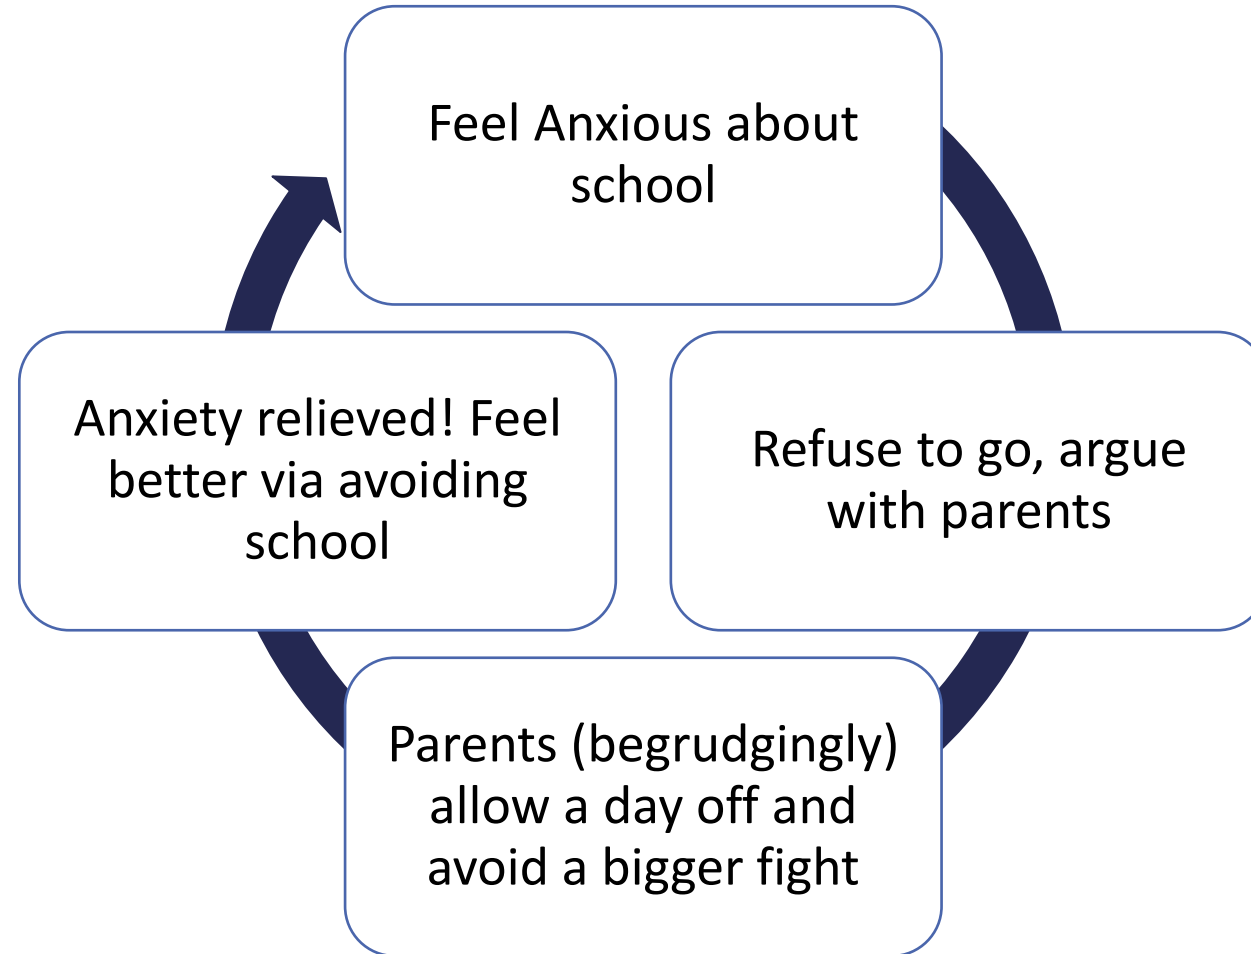 Feel Anxious about
school
Refuse to go, argue
with parents
Parents (begrudgingly)
allow a day off and
avoid a bigger fight
Anxiety relieved! Feel
better via avoiding
school